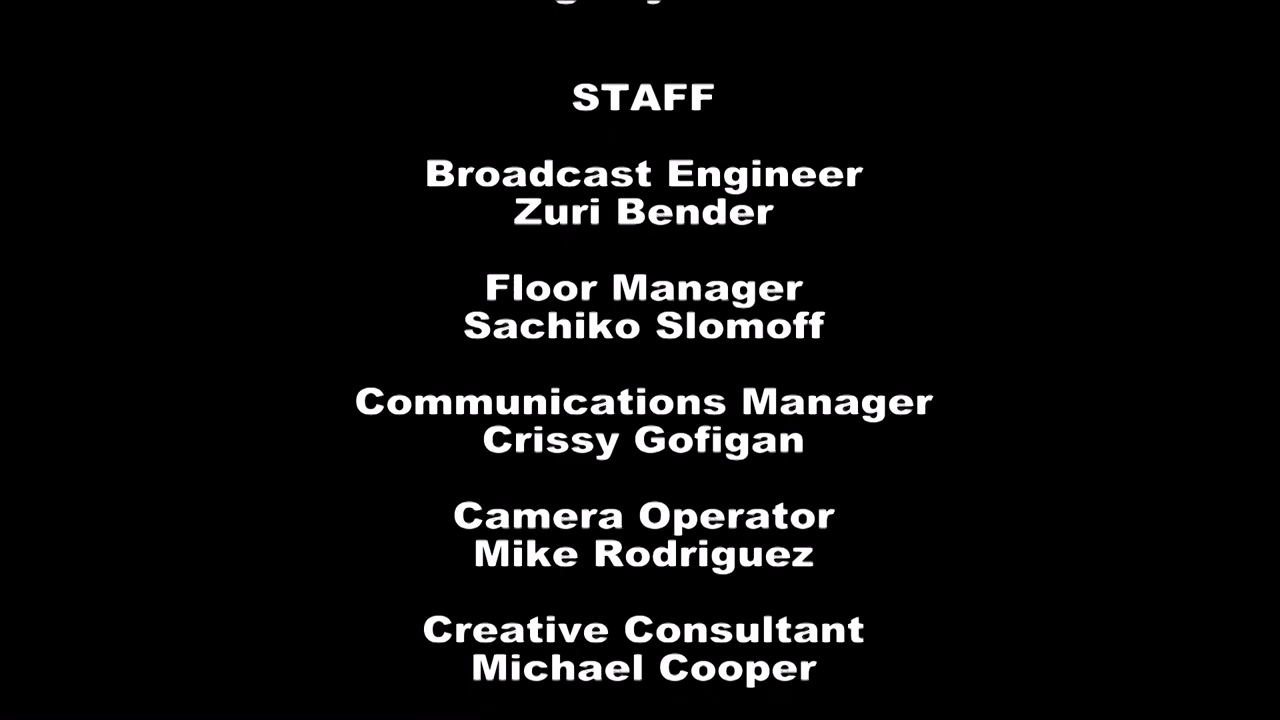 STAFF
Broadcast Engineer
Zuri Bender
Floor Manager
Sachiko Slomoff
Communications Manager
Crissy Gofigan
Camera Operator
Mike Rodriguez
Creative Consultant
Michael Cooper